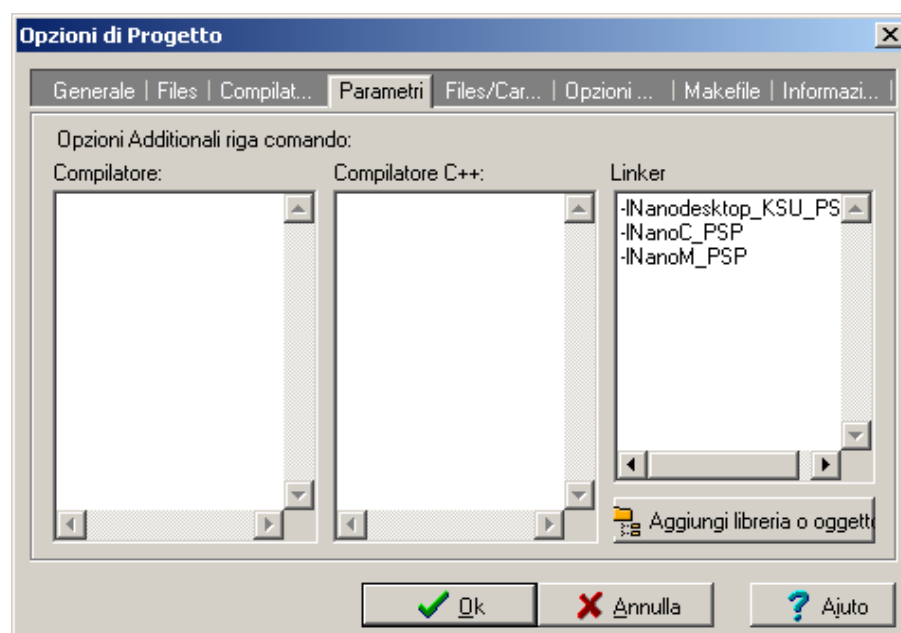 Opzioni di Progetto
Generale | Files | Compilat... Parametri Files/Car... | Opzioni ... | Makefile | Informazi... |
Opzioni Additionali riga comando:
Compilatore: Compilatore C++: Linker
-lNanodesktop_KSU_PS
-lNanoC_PSP
-lNanoM_PSP
Aggiungi libreria o oggetto
Ok Annulla Aiuto